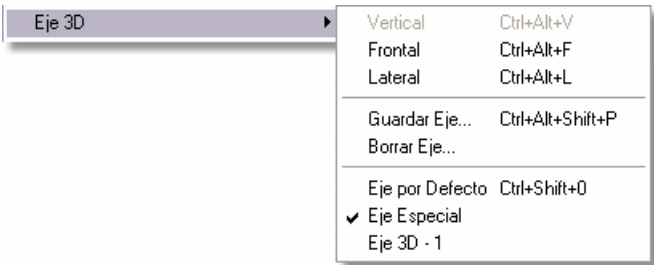 Eje 3D
Vertical Ctrl+Alt+V
Frontal Ctrl+Alt+F
Lateral Ctrl+Alt+L
Guardar Eje... Ctrl+Alt+Shift+P
Borrar Eje...
Eje por Defecto Ctrl+Shift+0
Eje Especial
Eje 3D - 1